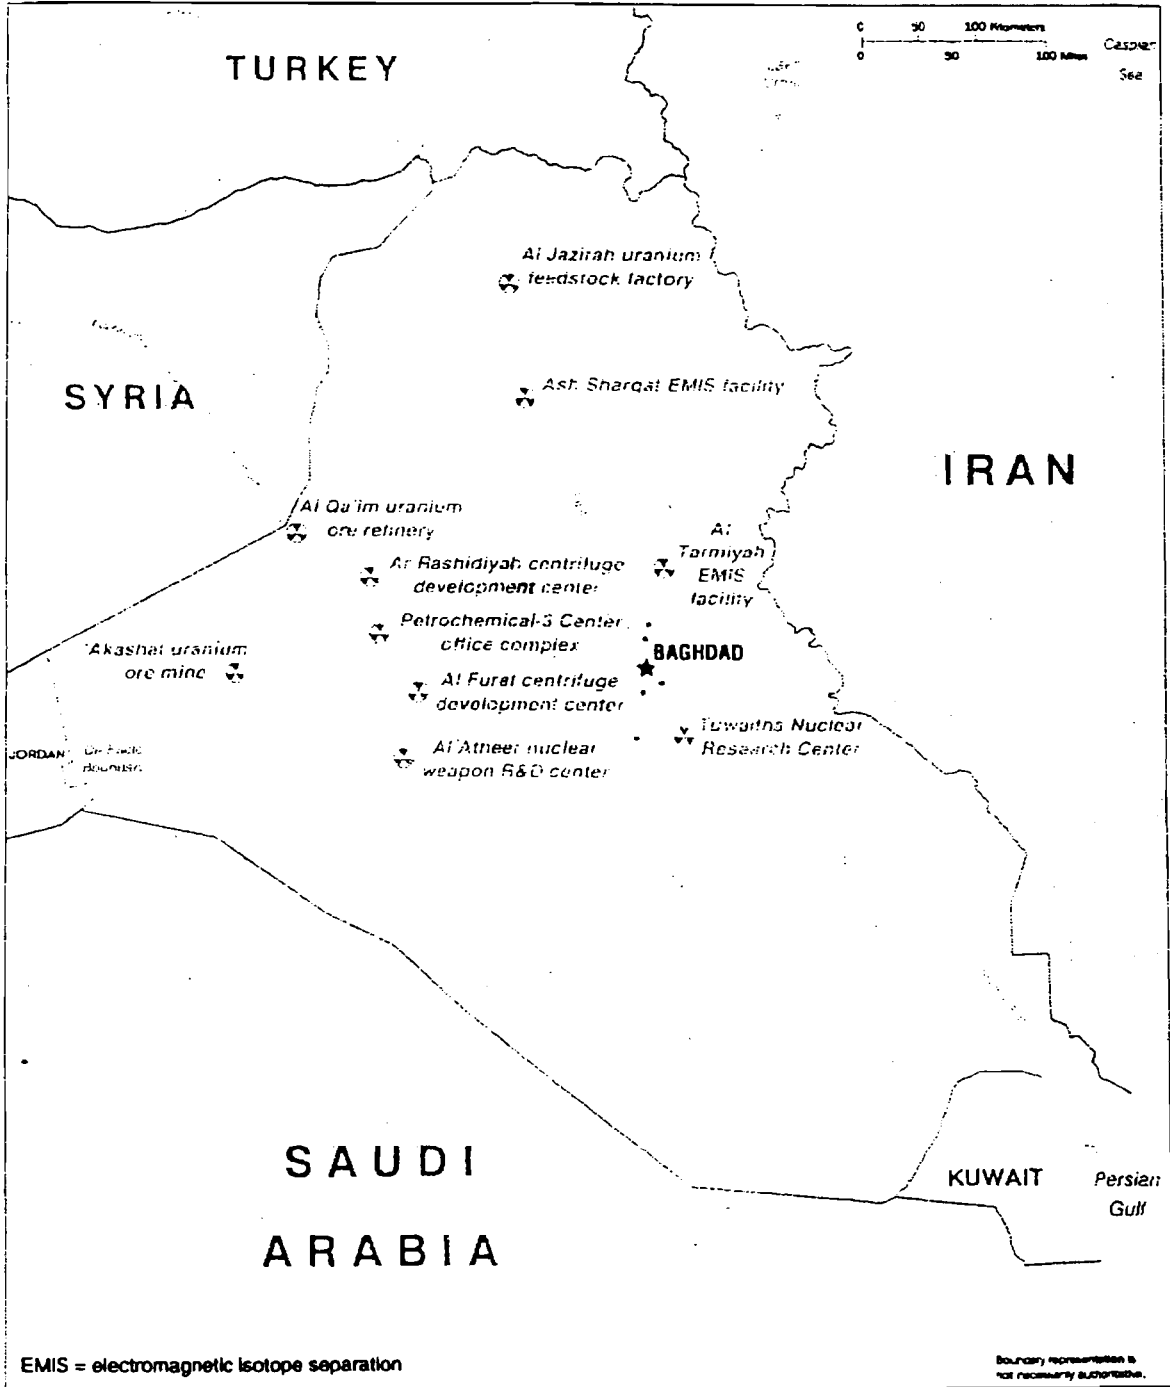 TURKEY
0 50 100 Kilometers
0 50 100 Miles
Caspian
Sea
Al Jazirah uranium
feedstock factory
SYRIA
Ash Sharqat EMIS facility
IRAN
Al Qa'im uranium
ore refinery
Ar Rashidiyah centrifuge
development center
Al
Tarmiyah
EMIS
facility
Petrochemical-3 Center
office complex
BAGHDAD
'Akashat uranium
ore mine
Al Furat centrifuge
development center
JORDAN
Tuwaitha Nuclear
Research Center
Al Atheer nuclear
weapon R&D center
SAUDI
ARABIA
KUWAIT
Persian
Gulf
EMIS = electromagnetic isotope separation
Boundary representation is
not necessarily authoritative.